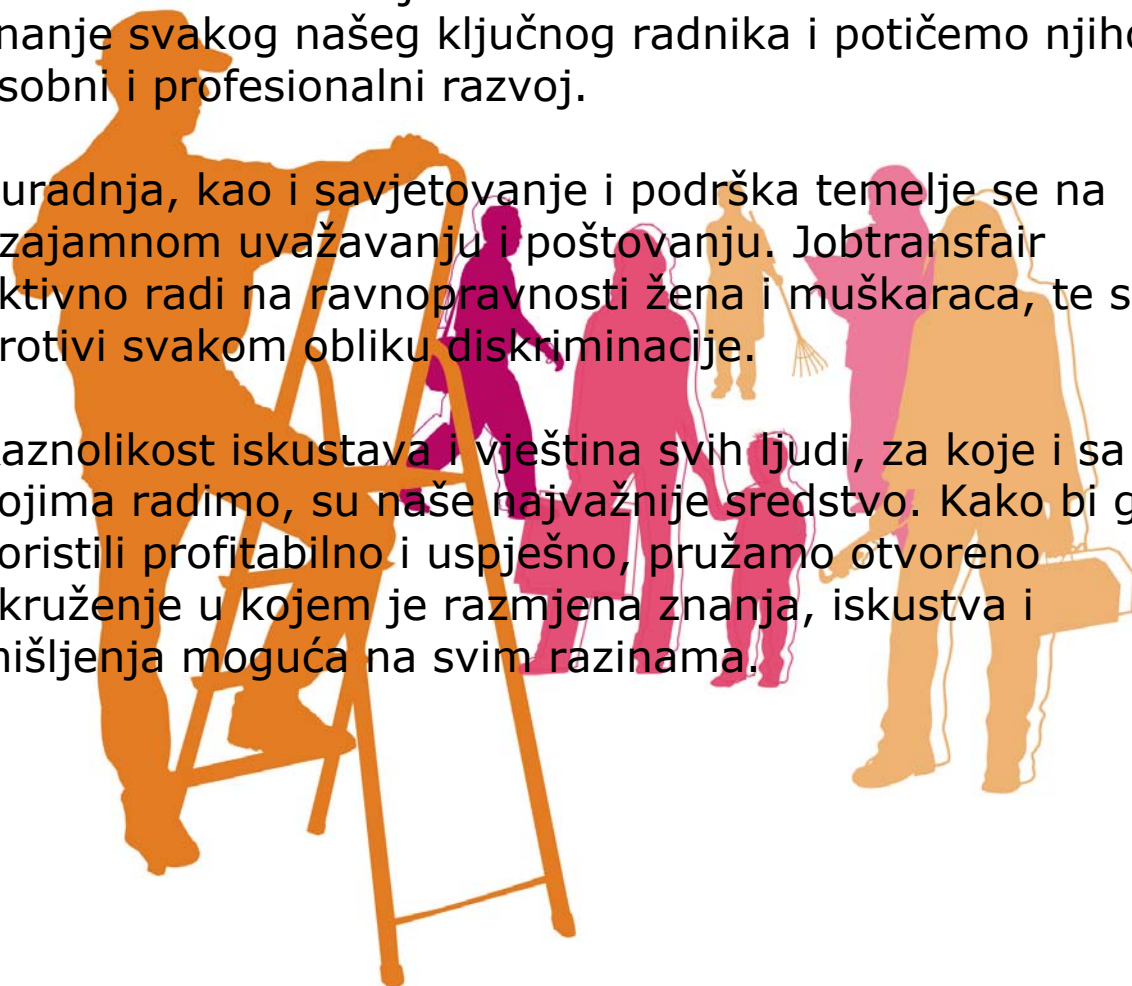 nanje svakog našeg ključnog radnika i potičemo njiho
sobni i profesionalni razvoj.
uradnja, kao i savjetovanje i podrška temelje se na
zajamnom uvažavanju i poštovanju. Jobtransfair
ktivno radi na ravnopravnosti žena i muškaraca, te s
rotivi svakom obliku diskriminacije.
aznolikost iskustava i vještina svih ljudi, za koje i sa
ojima radimo, su naše najvažnije sredstvo. Kako bi g
oristili profitabilno i uspješno, pružamo otvoreno
kruženje u kojem je razmjena znanja, iskustva i
išljenja moguća na svim razinama.